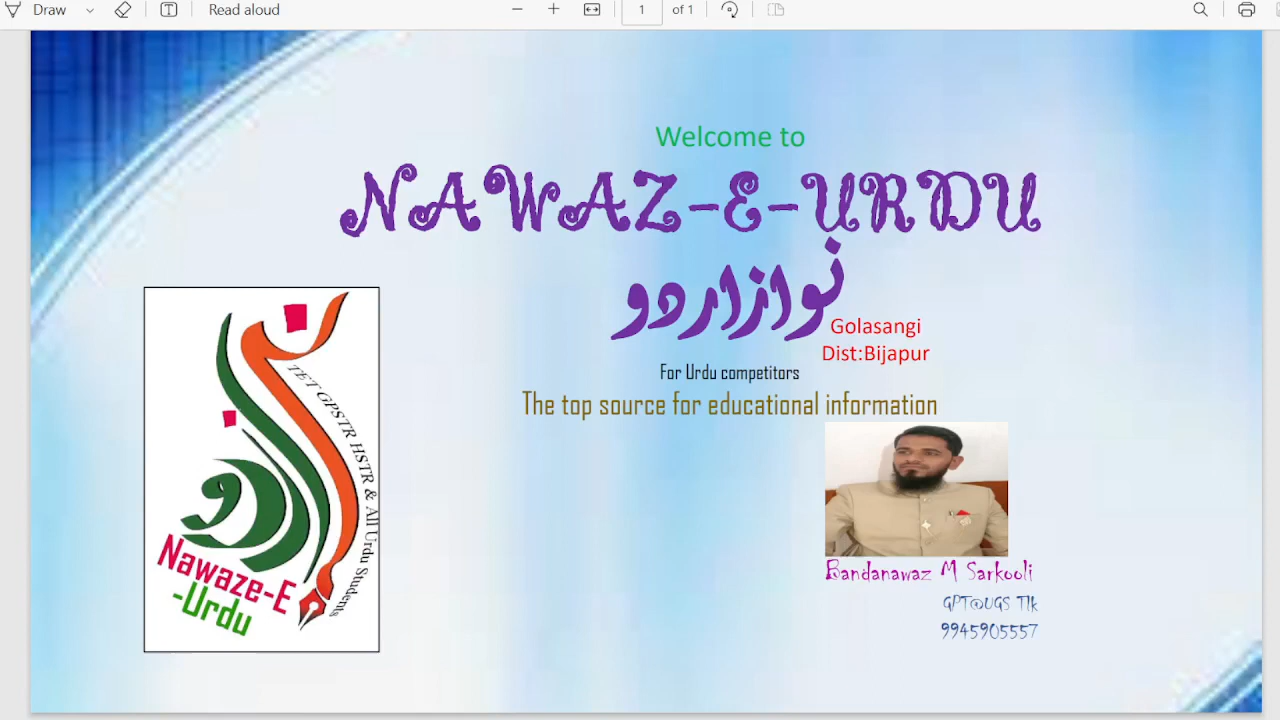 Draw
Read aloud
1
of 1
Welcome to
NAWAZ-E-URDU
نوازاردو
Golasangi
Dist:Bijapur
For Urdu competitors
The top source for educational information
TET GPSTR HSTR & All Urdu Students
Nawaze-E
-Urdu
Bandanawaz M Sarkooli
GPT@UGS Tlk
9945905557